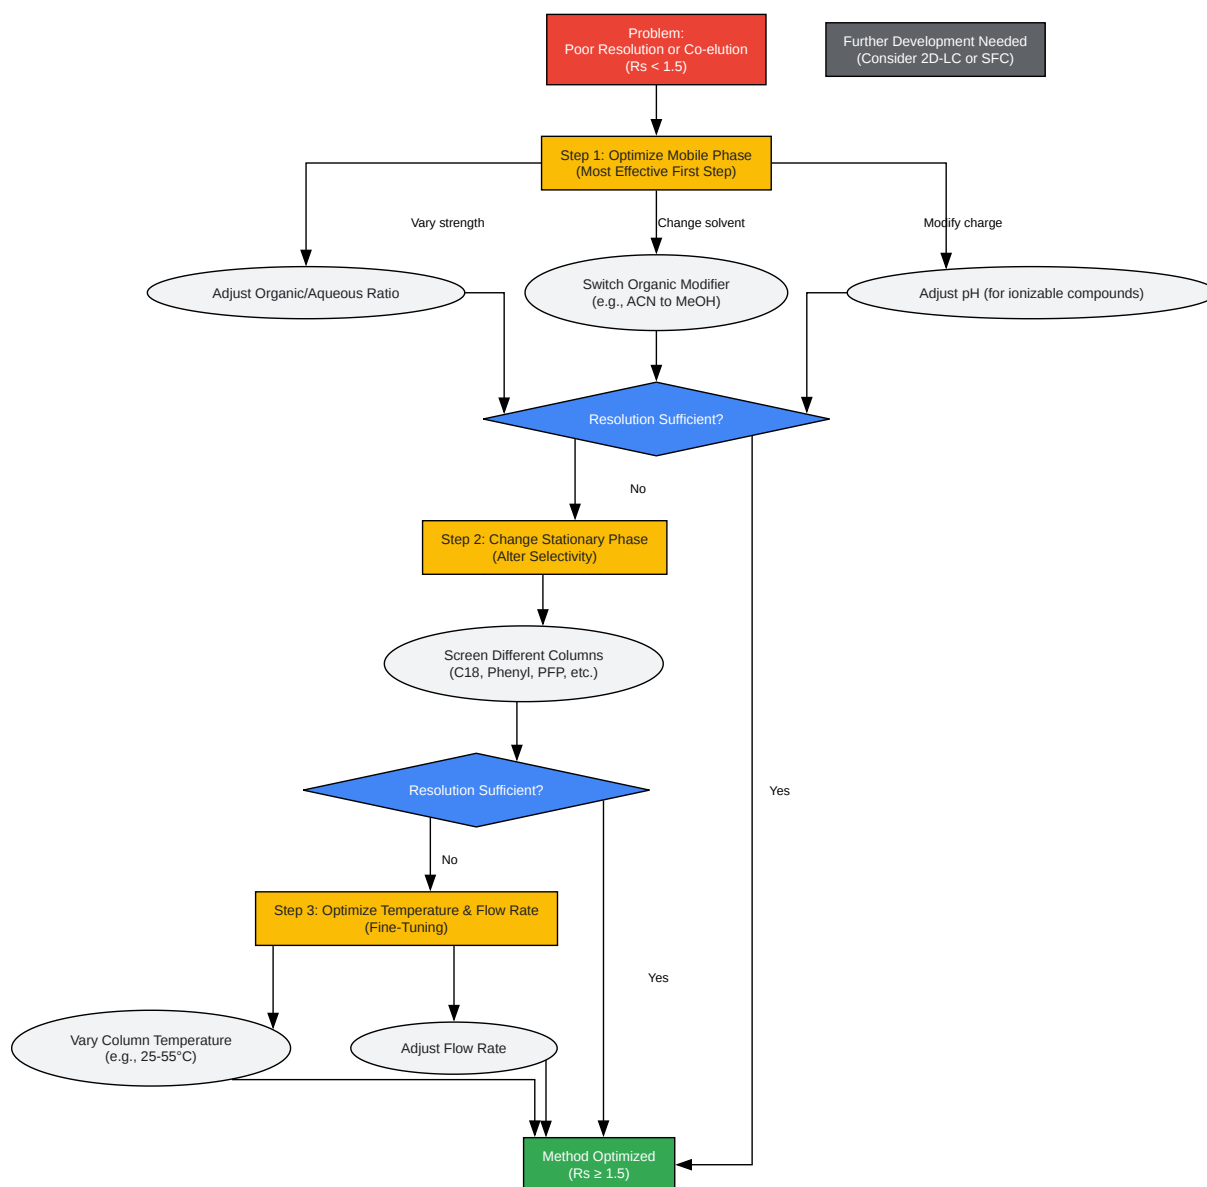 Problem:
Poor Resolution or Co-elution
(Rs < 1.5)
Further Development Needed
(Consider 2D-LC or SFC)
Step 1: Optimize Mobile Phase
(Most Effective First Step)
Vary strength
Change solvent
Modify charge
Adjust Organic/Aqueous Ratio
Switch Organic Modifier
(e.g., ACN to MeOH)
Adjust pH (for ionizable compounds)
Resolution Sufficient?
No
Step 2: Change Stationary Phase
(Alter Selectivity)
Screen Different Columns
(C18, Phenyl, PFP, etc.)
Resolution Sufficient?
Yes
No
Step 3: Optimize Temperature & Flow Rate
(Fine-Tuning)
Yes
Vary Column Temperature
(e.g., 25-55°C)
Adjust Flow Rate
Method Optimized
(Rs ≥ 1.5)